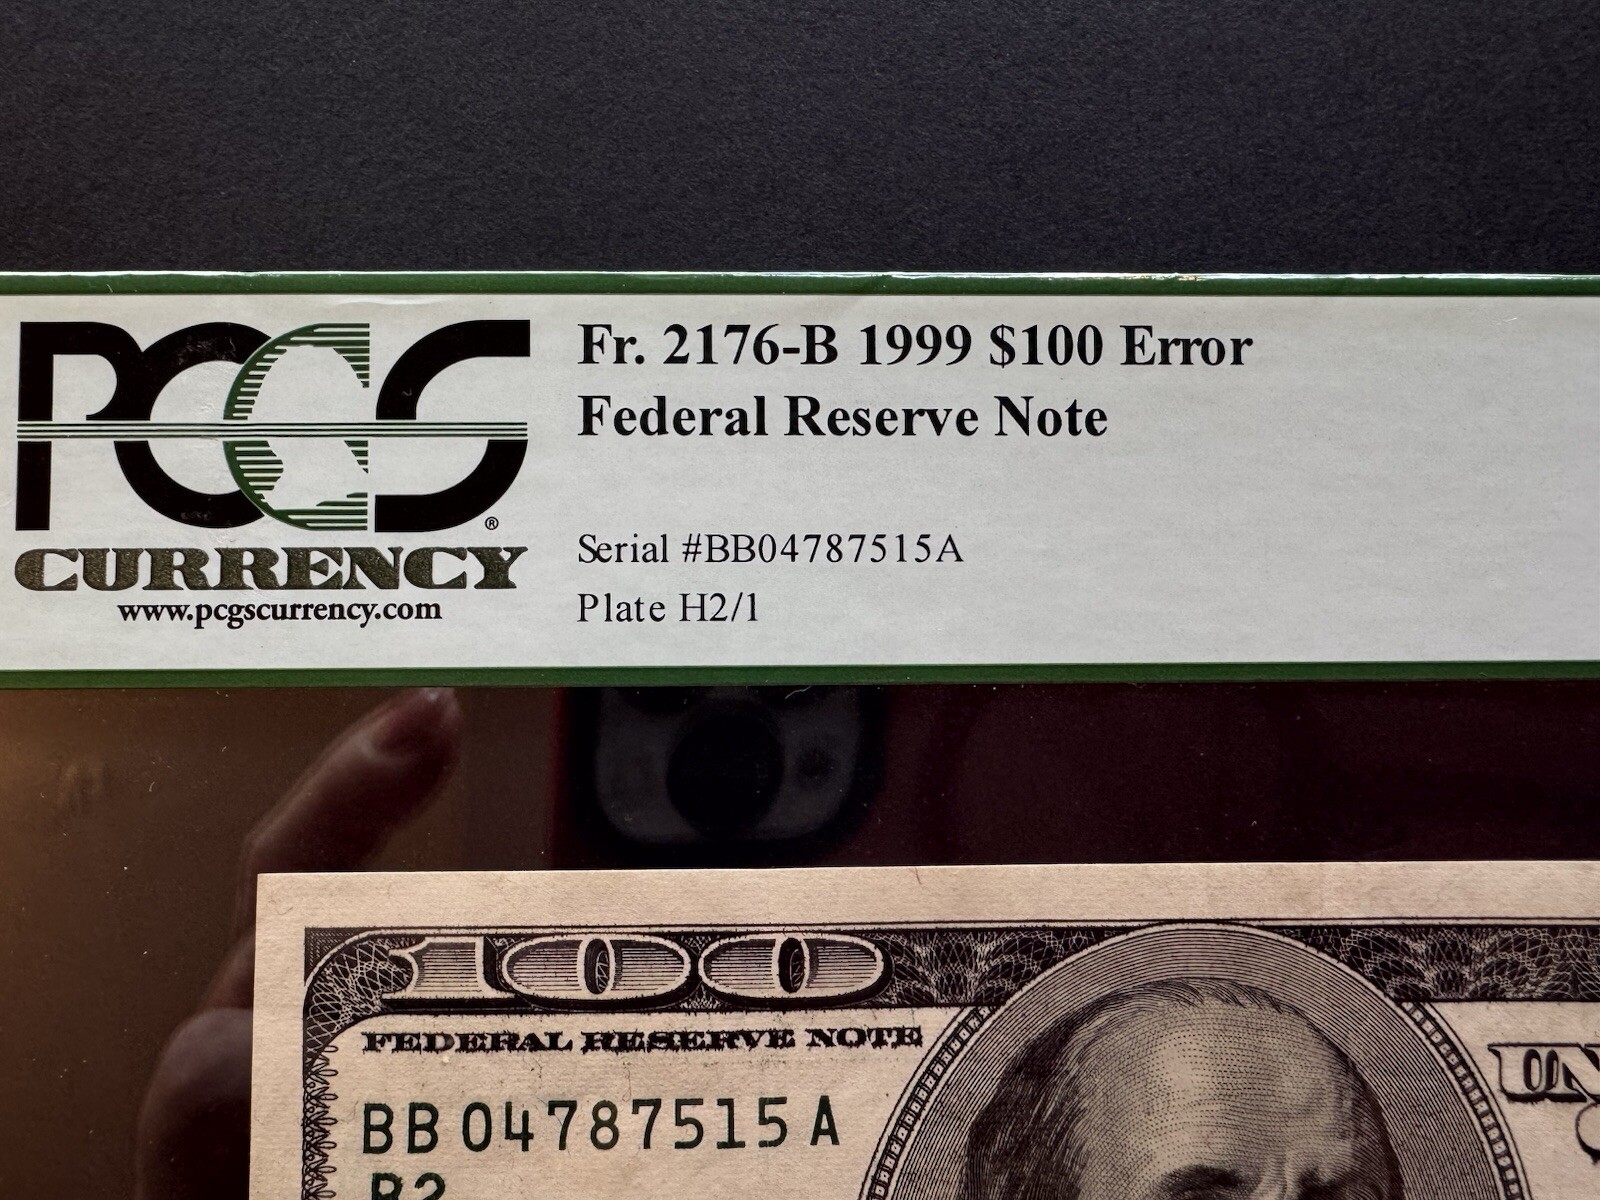 PCGS®
CURRENCY
www.pcgscurrency.com
Fr. 2176-B 1999 $100 Error
Federal Reserve Note
Serial #BB04787515A
Plate H2/1
100
FEDERAL RESERVE NOTE
BB 04787515 A
B2